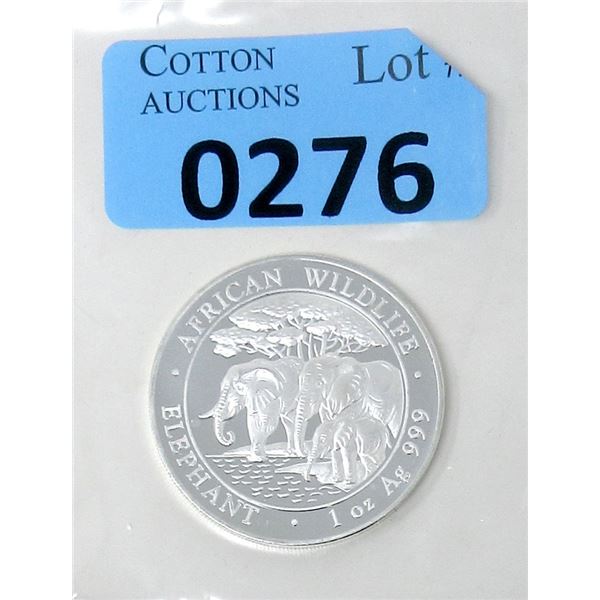 COTTON Lot
AUCTIONS
0276
AFRICAN WILDLIFE
ELEPHANT · 1 oz Ag 999